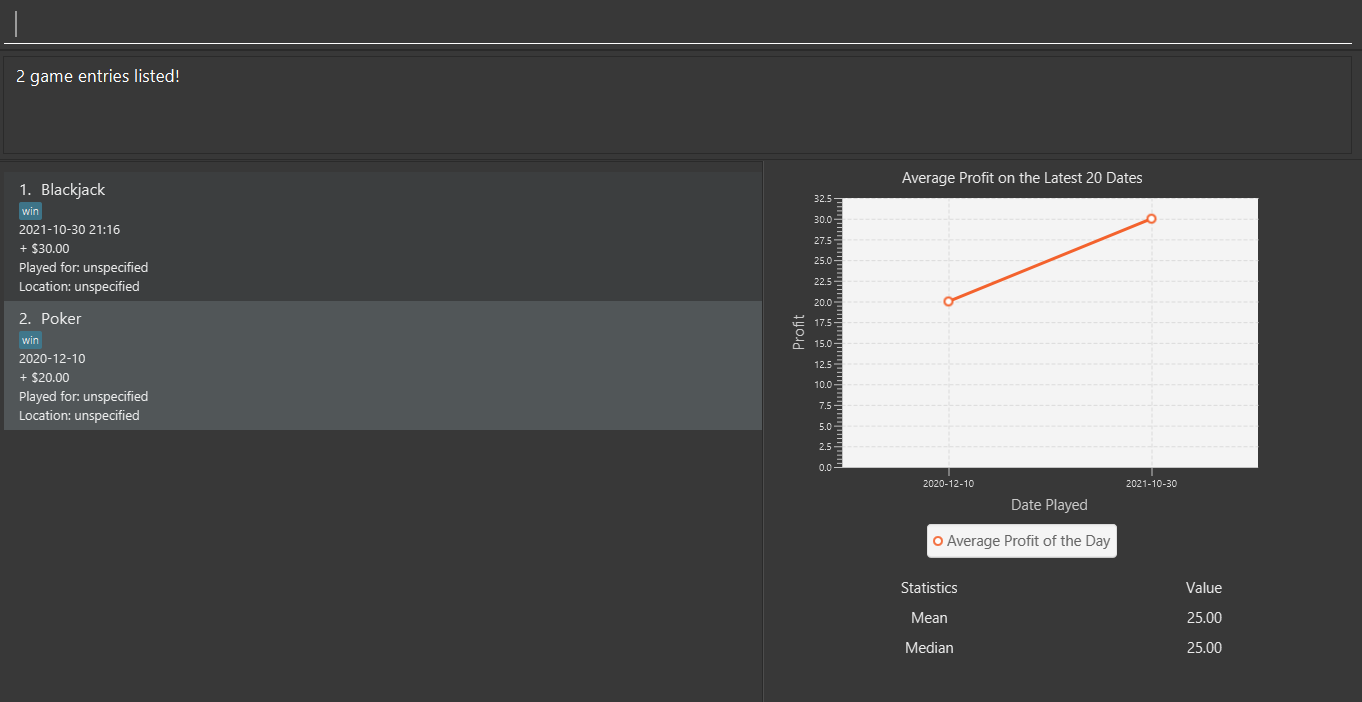 2 game entries listed!
1. Blackjack
win
2021-10-30 21:16
+ $30.00
Played for: unspecified
Location: unspecified
2. Poker
win
2020-12-10
+ $20.00
Played for: unspecified
Location: unspecified
Average Profit on the Latest 20 Dates
Profit
32.5
30.0
27.5
25.0
22.5
20.0
17.5
15.0
12.5
10.0
7.5
5.0
2.5
0.0
2020-12-10 2021-10-30
Date Played
Average Profit of the Day
Statistics Value
Mean 25.00
Median 25.00